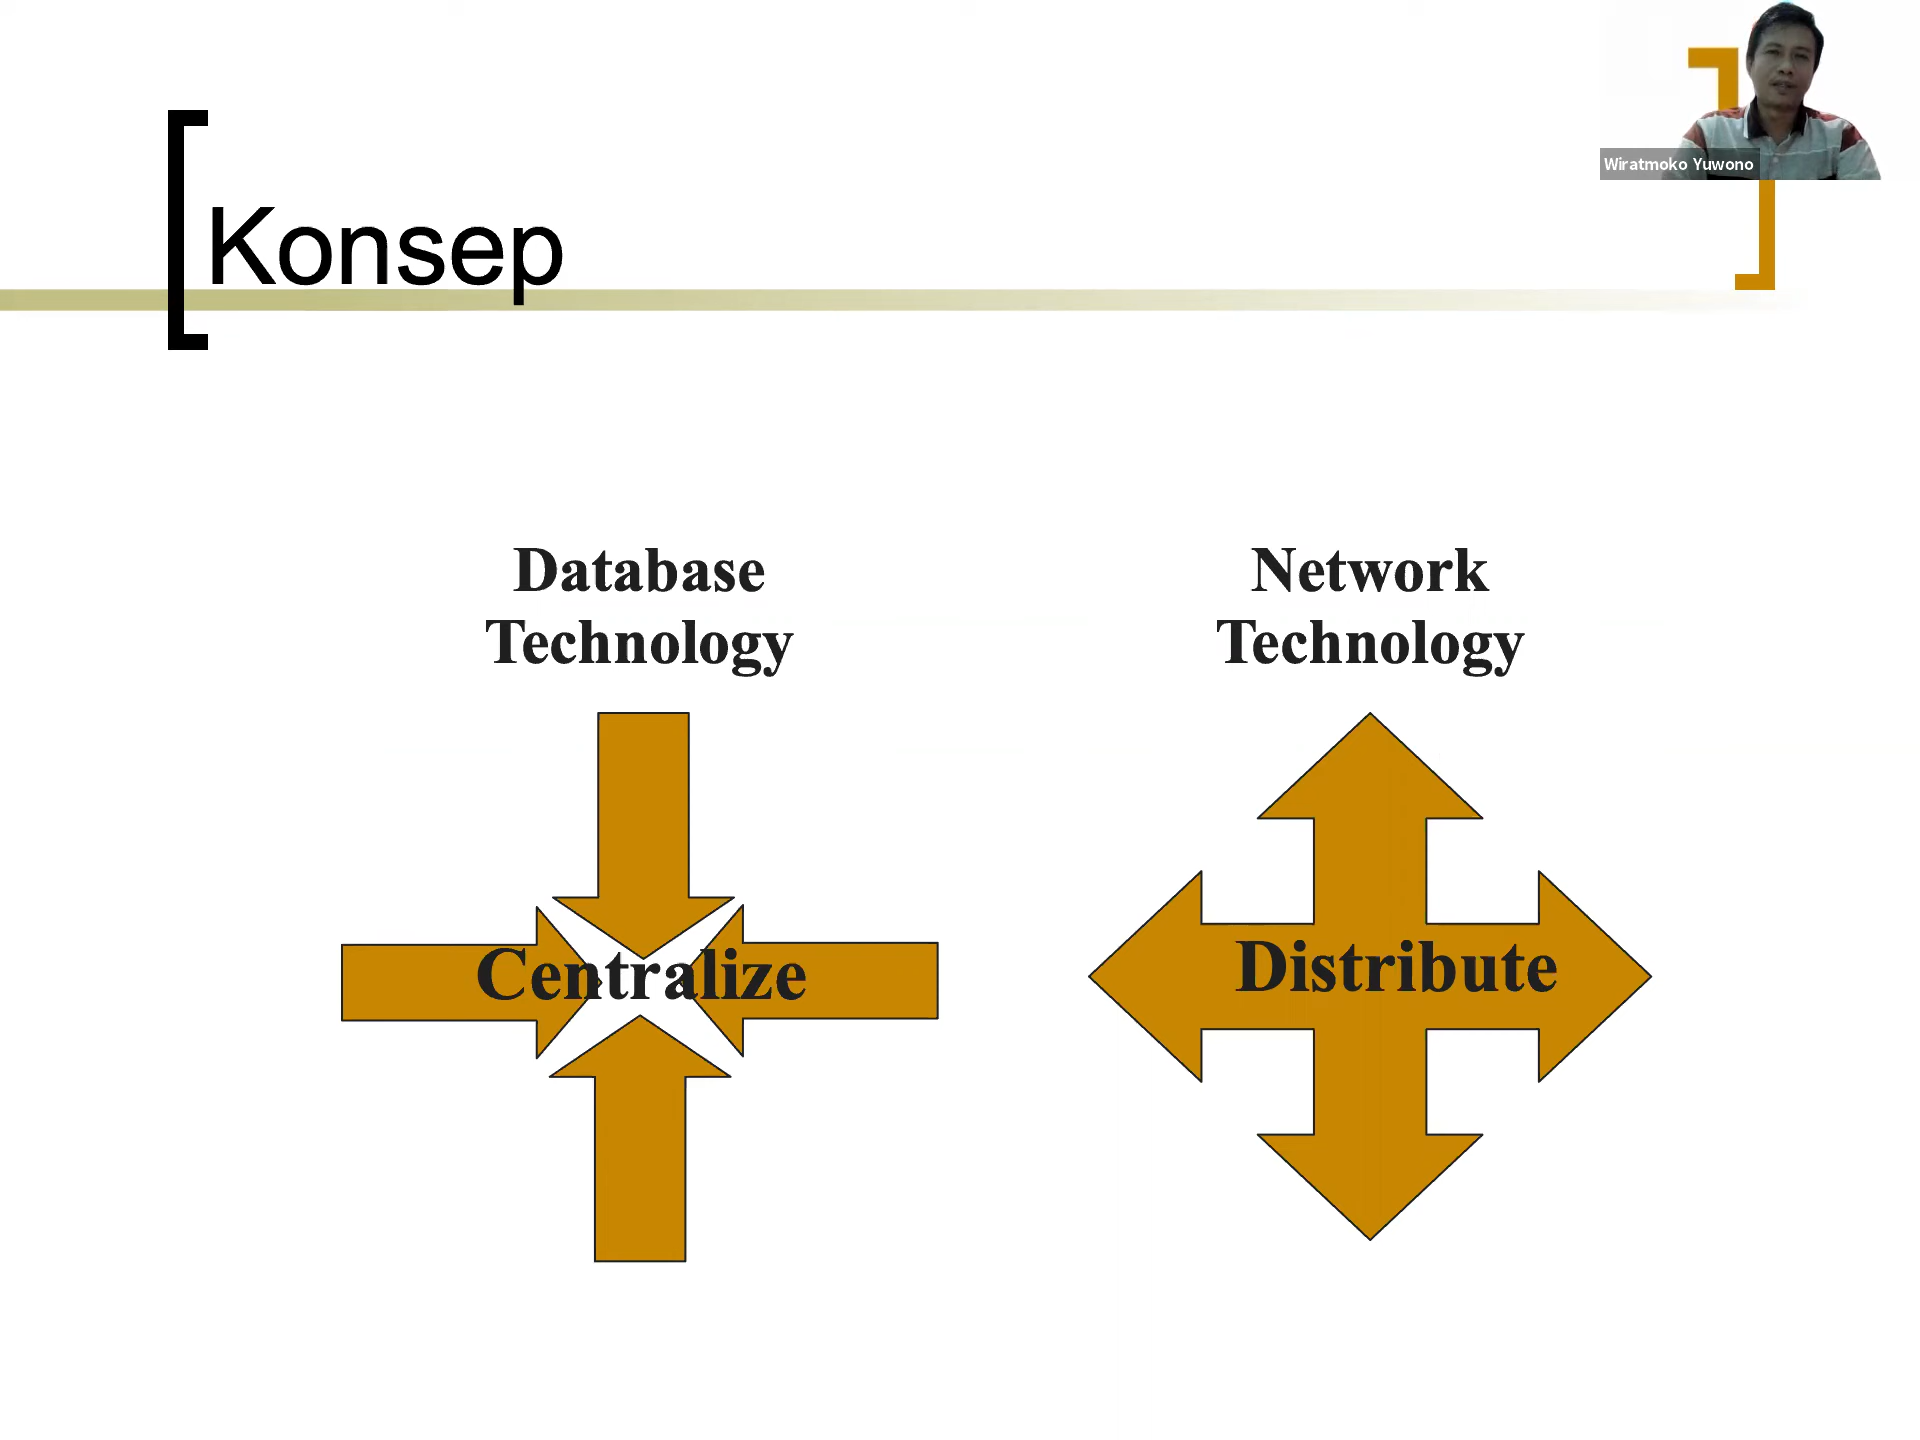 Wiratmoko Yuwono
Konsep
Database
Technology
Network
Technology
Centralize
Distribute